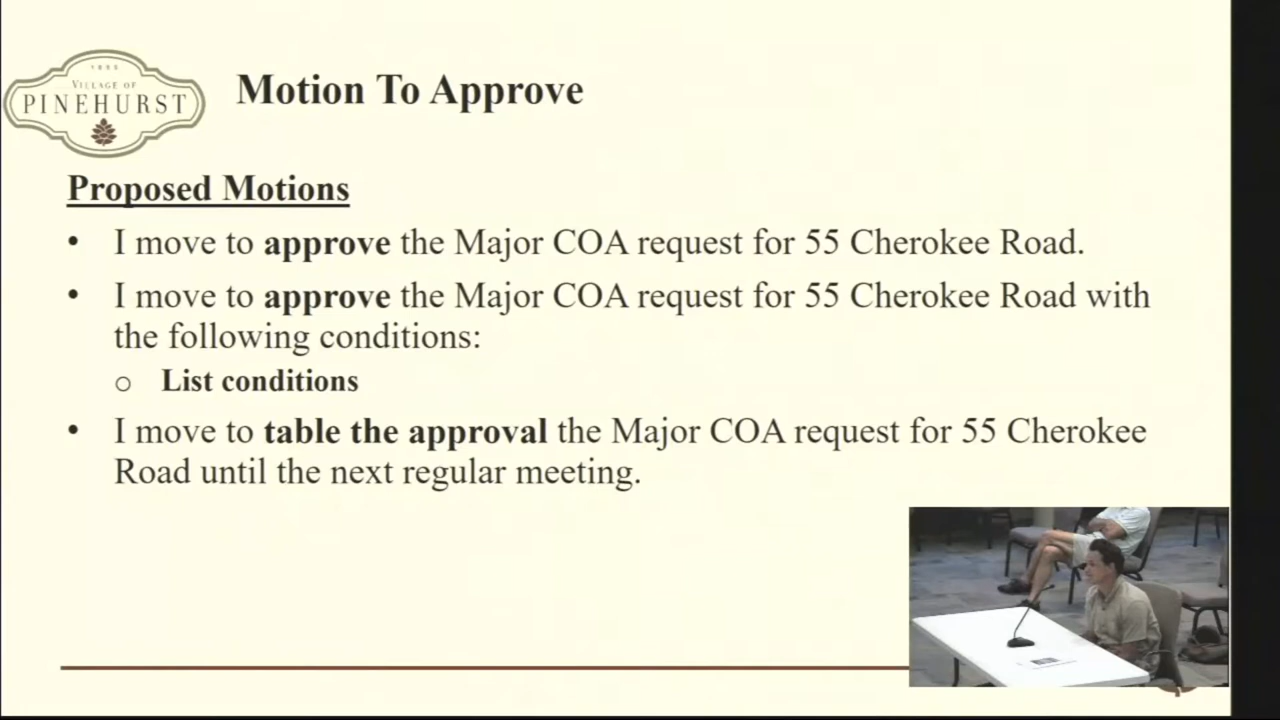 1895
VILLAGE OF
PINEHURST
Motion To Approve
Proposed Motions
• I move to approve the Major COA request for 55 Cherokee Road.
• I move to approve the Major COA request for 55 Cherokee Road with
the following conditions:
o List conditions
• I move to table the approval the Major COA request for 55 Cherokee
Road until the next regular meeting.